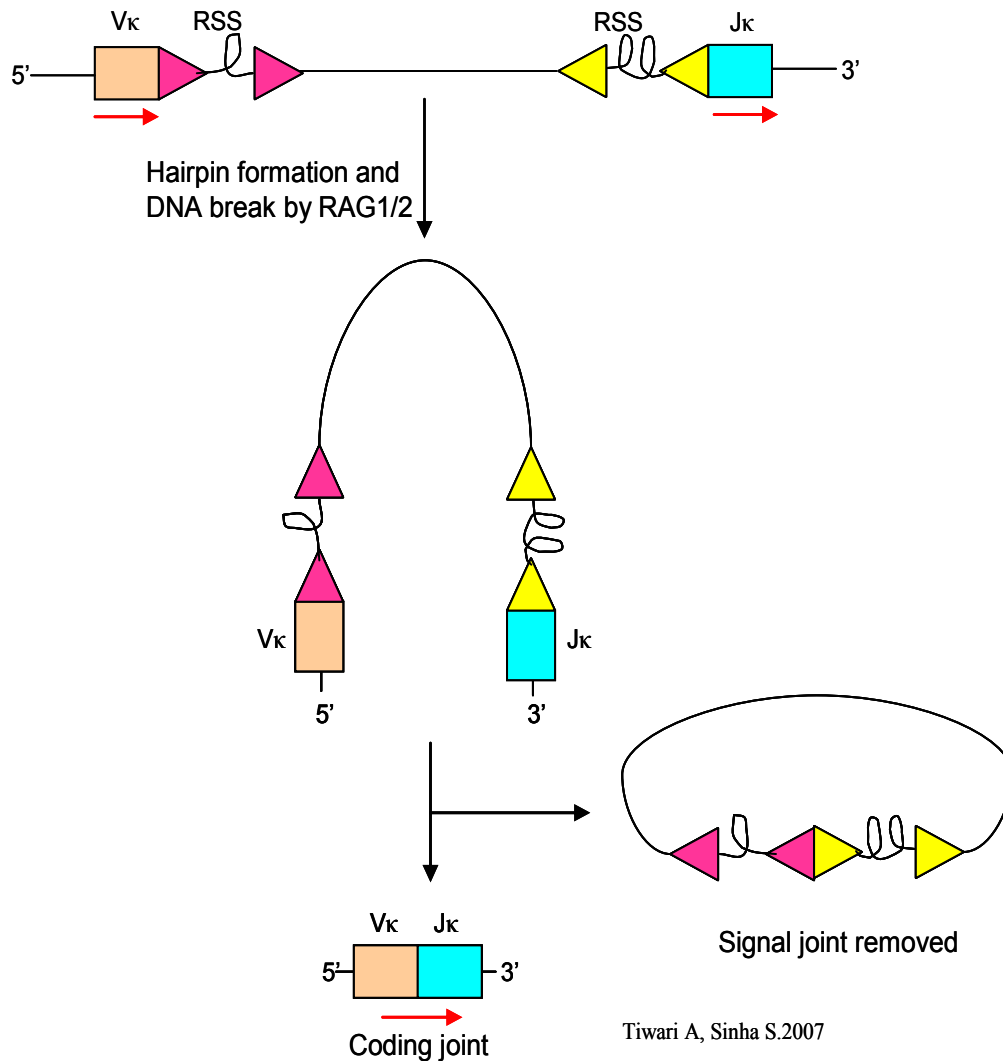 Vκ RSS RSS Jκ
5’ 3’
Hairpin formation and
DNA break by RAG1/2
Vκ Jκ
5’ 3’
Vκ Jκ
5’ 3’
Signal joint removed
Coding joint
Tiwari A, Sinha S.2007